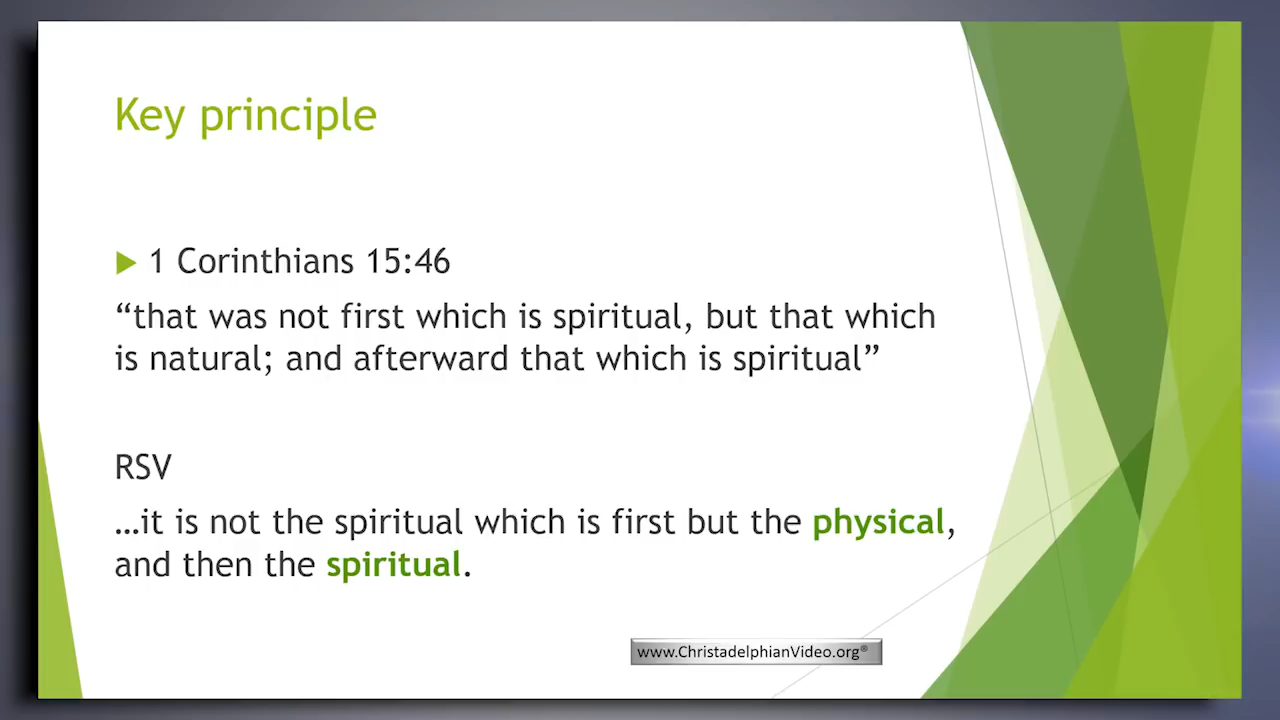 Key principle
1 Corinthians 15:46
“that was not first which is spiritual, but that which
is natural; and afterward that which is spiritual”
RSV
…it is not the spiritual which is first but the physical,
and then the spiritual.
www.ChristadelphianVideo.org®